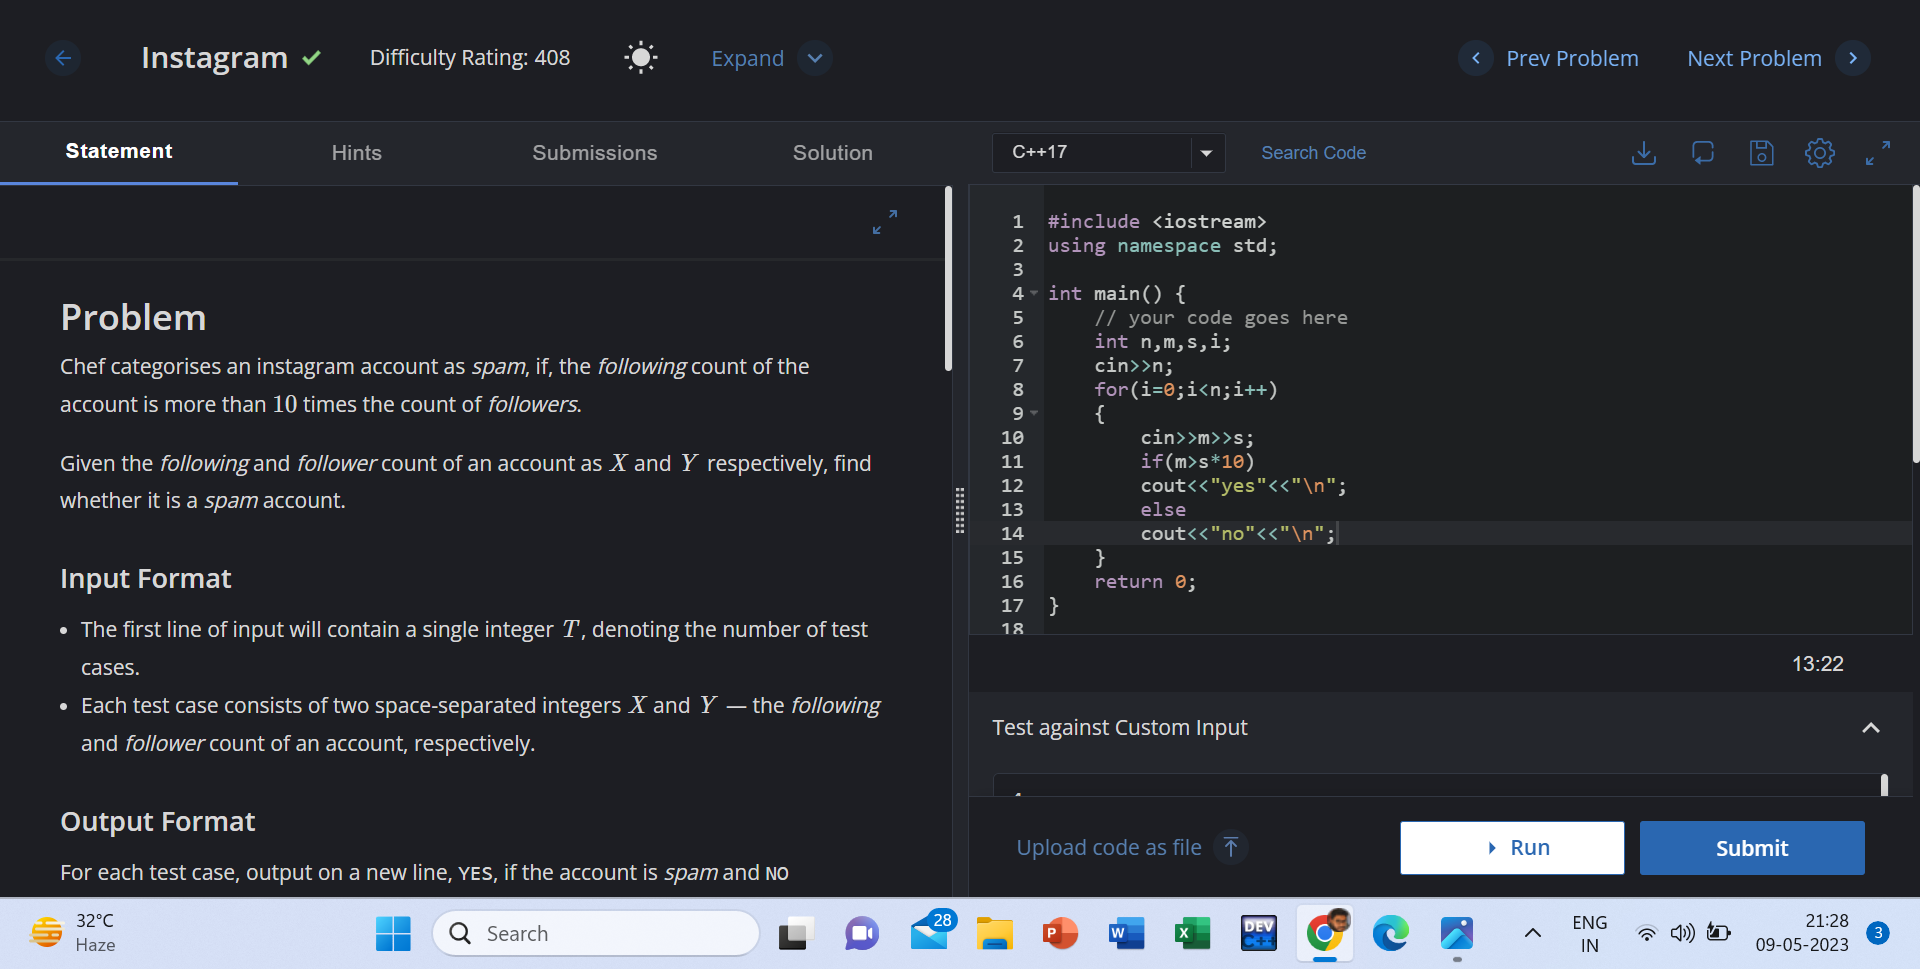 Instagram
Difficulty Rating: 408
Expand
Prev Problem
Next Problem
Statement
Hints
Submissions
Solution
C++17
Search Code
Problem
Chef categorises an instagram account as spam, if, the following count of the
account is more than 10 times the count of followers.
Given the following and follower count of an account as X and Y respectively, find
whether it is a spam account.
Input Format
• The first line of input will contain a single integer T, denoting the number of test
cases.
• Each test case consists of two space-separated integers X and Y — the following
and follower count of an account, respectively.
Output Format
For each test case, output on a new line, YES, if the account is spam and NO
1 #include <iostream>
2 using namespace std;
3
4 int main() {
5 // your code goes here
6 int n,m,s,i;
7 cin>>n;
8 for(i=0;i<n;i++)
9 {
10 cin>>m>>s;
11 if(m>s*10)
12 cout<<"yes"<<"\n";
13 else
14 cout<<"no"<<"\n";
15 }
16 return 0;
17 }
18
13:22
Test against Custom Input
Upload code as file
Run
Submit
32°C
Haze
Search
28
P
W
X
DEV
C++
ENG
IN
21:28
09-05-2023
3